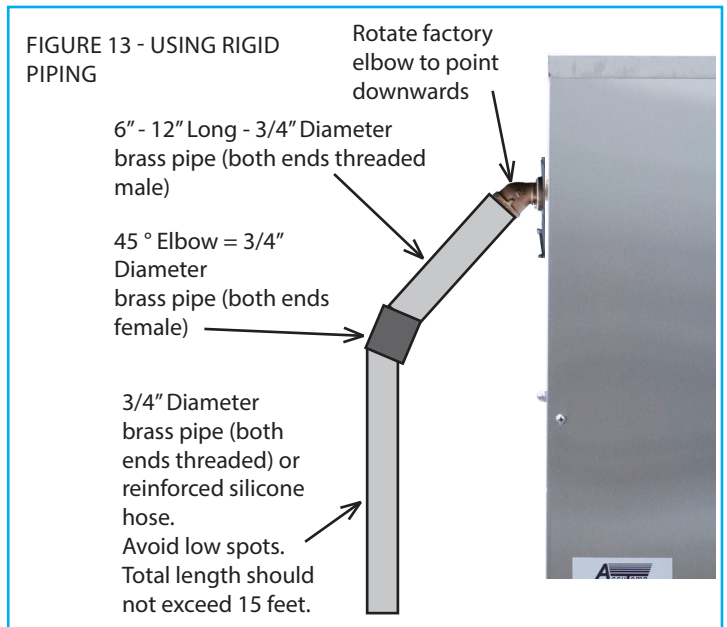 FIGURE 13 - USING RIGID
PIPING
Rotate factory
elbow to point
downwards
6” - 12” Long - 3/4” Diameter
brass pipe (both ends threaded
male)
45 ° Elbow = 3/4”
Diameter
brass pipe (both ends
female)
3/4” Diameter
brass pipe (both
ends threaded) or
reinforced silicone
hose.
Avoid low spots.
Total length should
not exceed 15 feet.